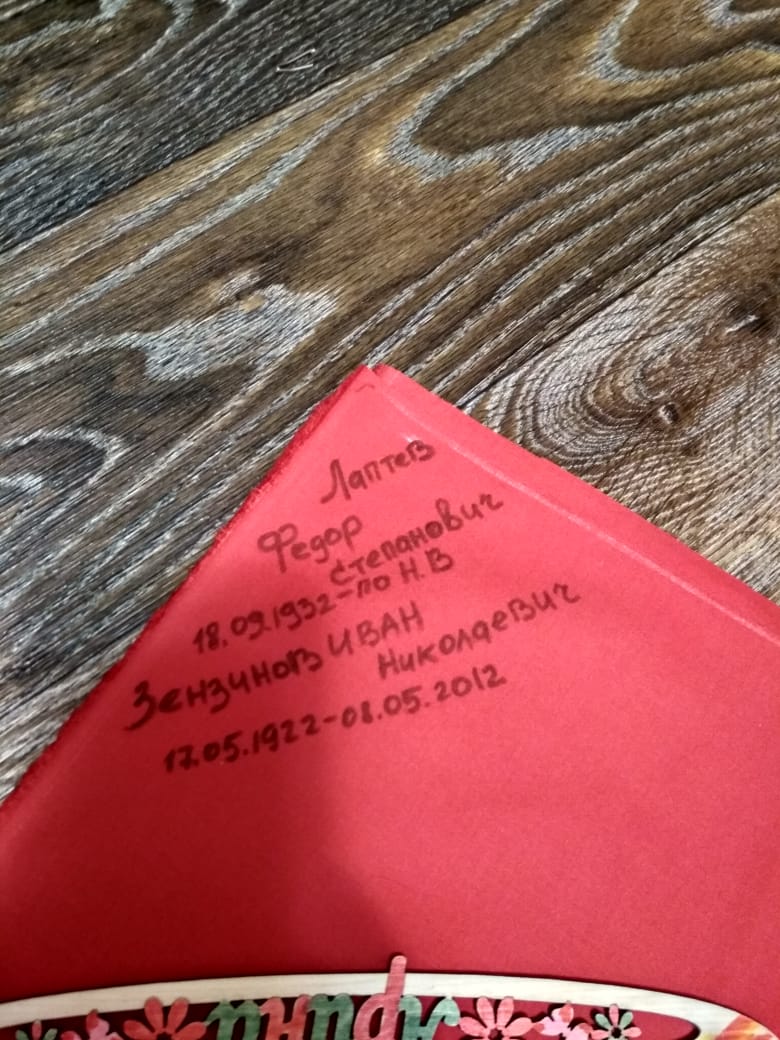 Лаптев
Федор
Степанович
18.09.1932-по Н.В
Зензинов ИВАН
Николаевич
17.05.1922-08.05.2012